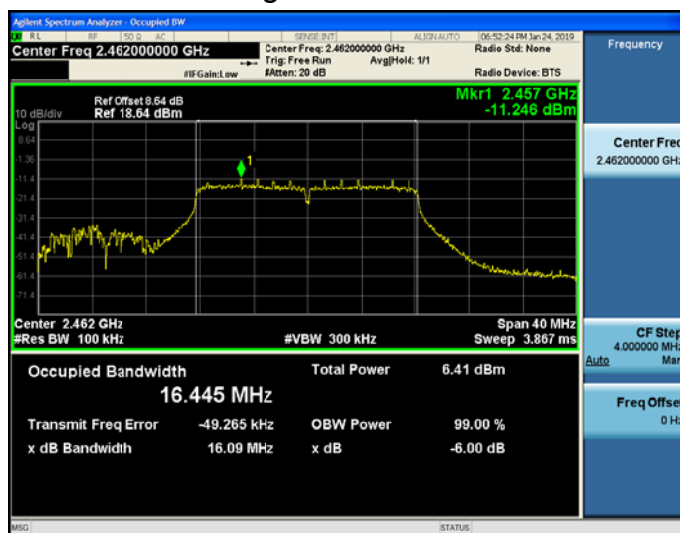 Agilent Spectrum Analyzer - Occupied BW
RL RF 50 Ω AC SENSE:INT ALIGN AUTO 06:52:24 PM Jan 24, 2019
Center Freq 2.462000000 GHz
Center Freq: 2.462000000 GHz
Radio Std: None
Trig: Free Run Avg|Hold: 1/1
#IFGain:Low #Atten: 20 dB Radio Device: BTS
Frequency
Ref Offset 8.64 dB
10 dB/div Ref 18.64 dBm
Mkr1 2.457 GHz
-11.246 dBm
Log
8.64
-1.36
-11.4
-21.4
-31.4
-41.4
-51.4
-61.4
-71.4
1
Center 2.462 GHz Span 40 MHz
#Res BW 100 kHz #VBW 300 kHz Sweep 3.867 ms
Occupied Bandwidth
16.445 MHz
Total Power 6.41 dBm
Transmit Freq Error -49.265 kHz OBW Power 99.00 %
x dB Bandwidth 16.09 MHz x dB -6.00 dB
Center Freq
2.462000000 GHz
CF Step
4.000000 MHz
Auto Man
Freq Offset
0 Hz
MSG STATUS